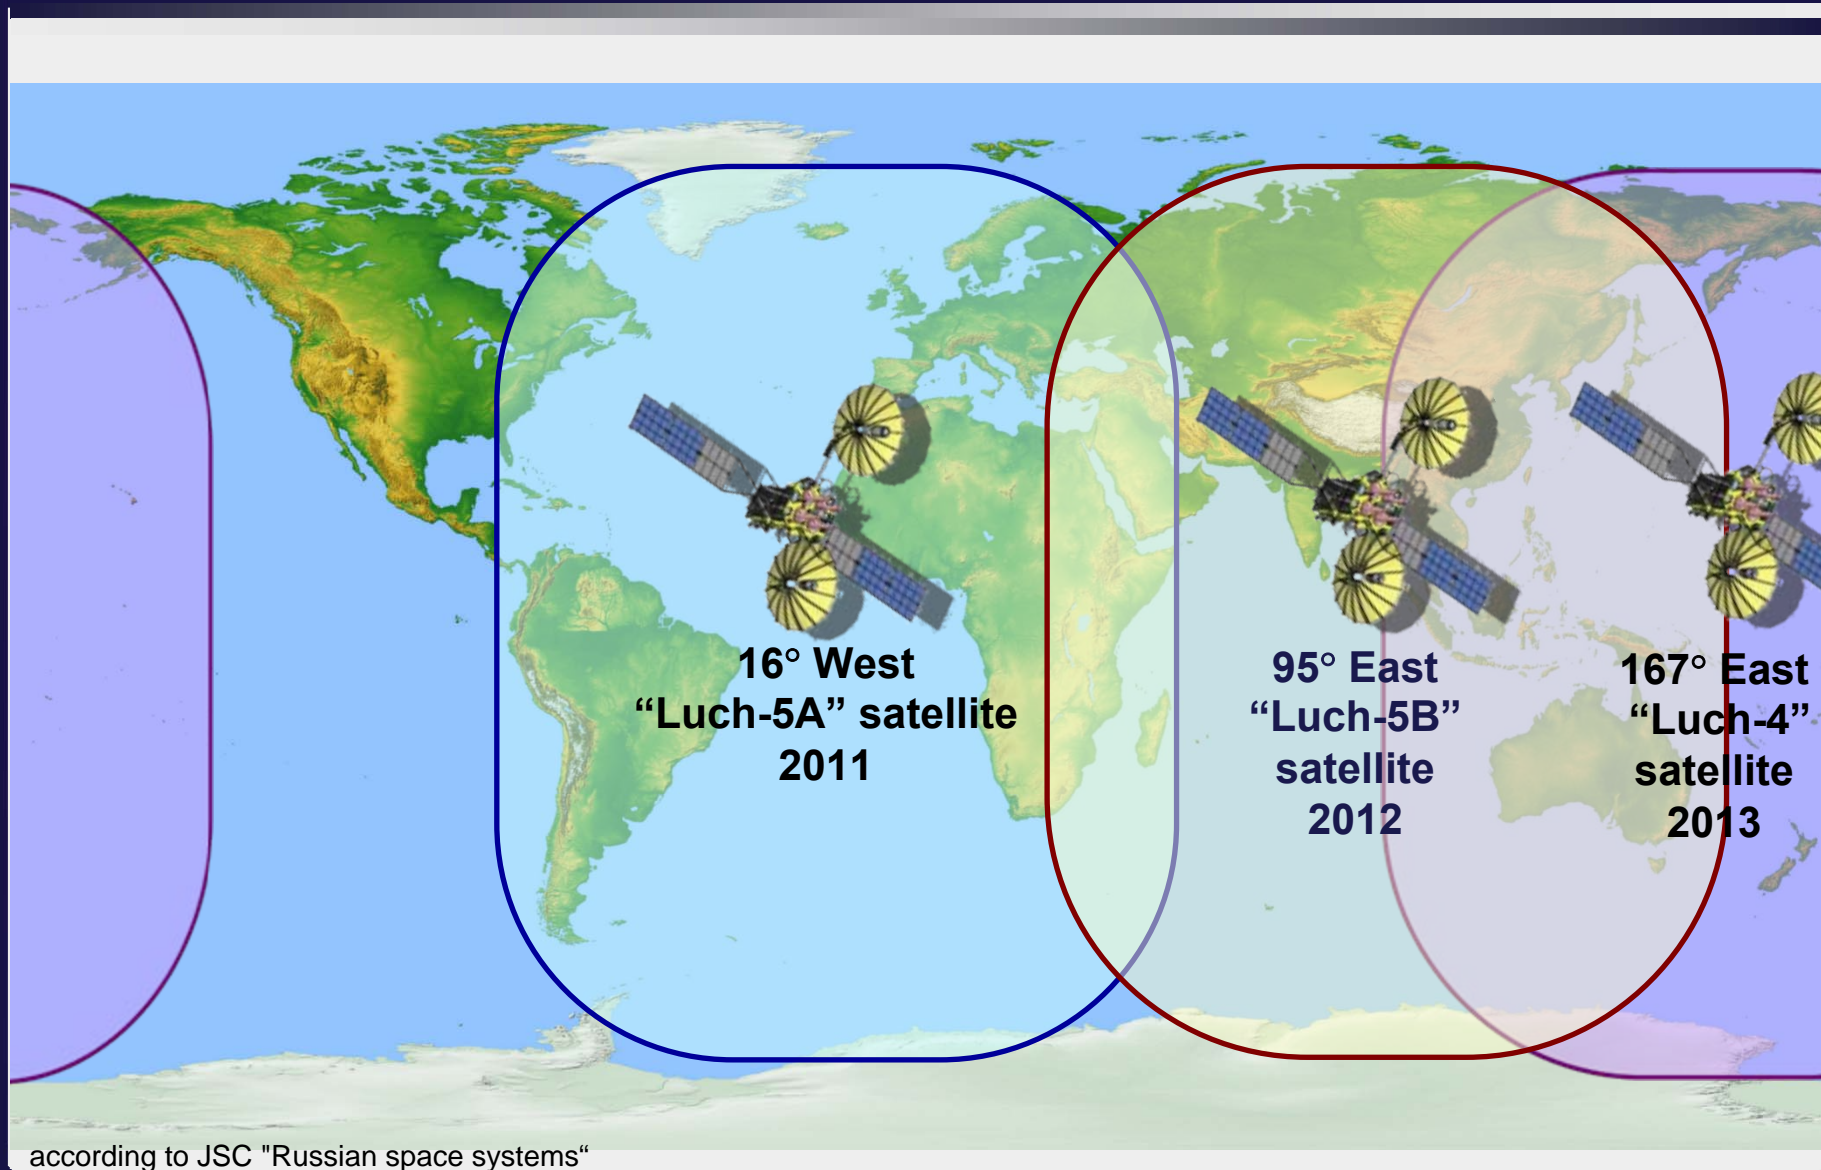 16° West
“Luch-5A” satellite
2011
95° East
“Luch-5B”
satellite
2012
167° East
“Luch-4”
satellite
2013
according to JSC "Russian space systems“